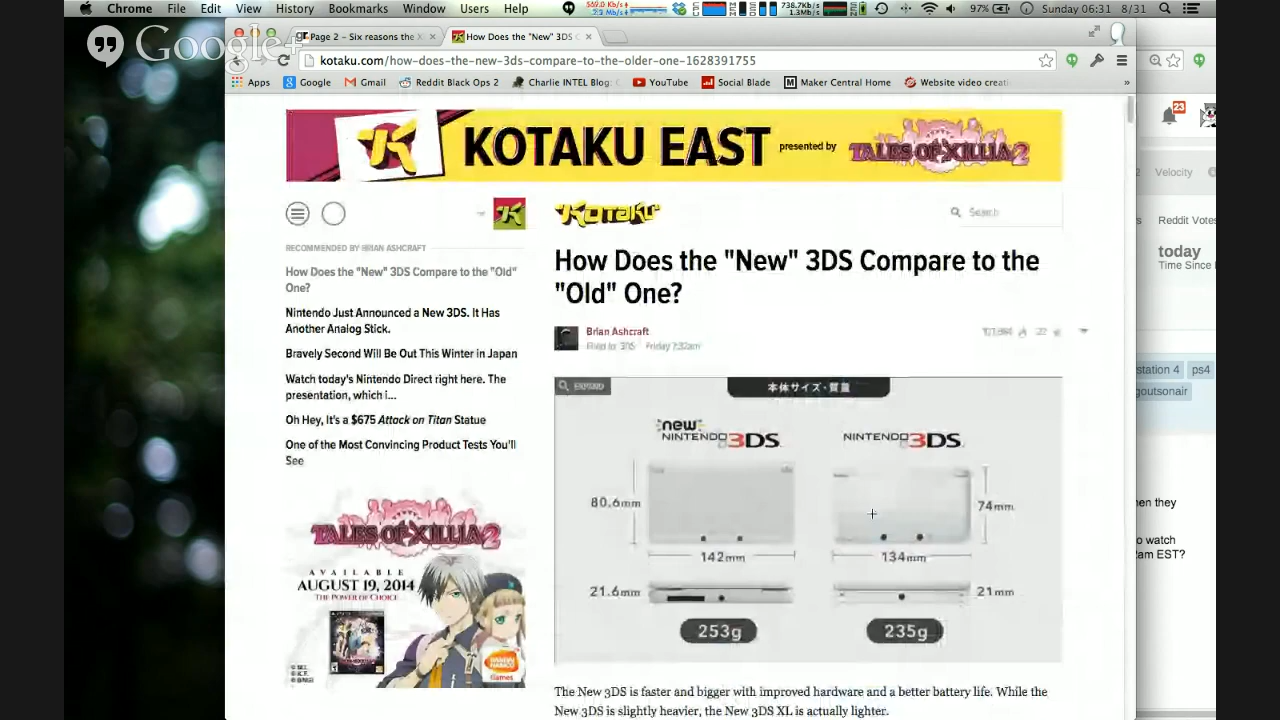 Chrome File Edit View History Bookmarks Window Users Help
97%
Sunday 06:31 8/31
Google+
Page 2 – Six reasons the X
How Does the "New" 3DS C
kotaku.com/how-does-the-new-3ds-compare-to-the-older-one-1628391755
Apps Google Gmail Reddit Black Ops 2 Charlie INTEL Blog: YouTube Social Blade Maker Central Home Website video creati
KOTAKU EAST presented by TALES OF XILLIA 2
KOTAKU
Search
RECOMMENDED BY BRIAN ASHCRAFT
How Does the "New" 3DS Compare to the "Old"
One?
Nintendo Just Announced a New 3DS. It Has
Another Analog Stick.
Bravely Second Will Be Out This Winter in Japan
Watch today's Nintendo Direct right here. The
presentation, which i...
Oh Hey, It's a $675 Attack on Titan Statue
One of the Most Convincing Product Tests You'll
See
TALES OF XILLIA 2
AVAILABLE
AUGUST 19, 2014
THE POWER OF CHOICE
BANDAI
NAMCO
Games
How Does the "New" 3DS Compare to the
"Old" One?
Brian Ashcraft
Friday 7:32am
EXPAND
本体サイズ・質量
new
NINTENDO3DS
NINTENDO3DS
80.6mm
74mm
142mm
134mm
21.6mm
21mm
253g
235g
The New 3DS is faster and bigger with improved hardware and a better battery life. While the
New 3DS is slightly heavier, the New 3DS XL is actually lighter.
23
2 Velocity
s Reddit Votes
today
Time Since
station 4 ps4
goutsonair
en they
o watch
am EST?